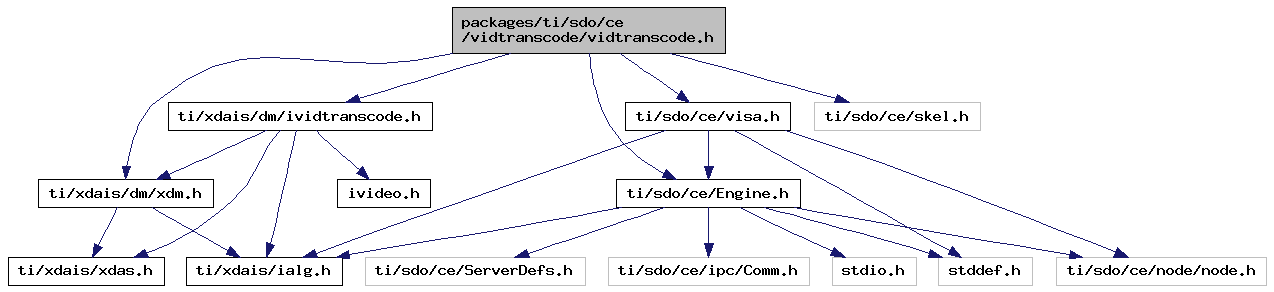 packages/ti/sdo/ce
/vidtranscode/vidtranscode.h
ti/xdais/dm/ividtranscode.h
ti/sdo/ce/visa.h
ti/sdo/ce/skel.h
ti/xdais/dm/xdm.h
ivideo.h
ti/sdo/ce/Engine.h
ti/xdais/xdas.h
ti/xdais/ialg.h
ti/sdo/ce/ServerDefs.h
ti/sdo/ce/ipc/Comm.h
stdio.h
stddef.h
ti/sdo/ce/node/node.h